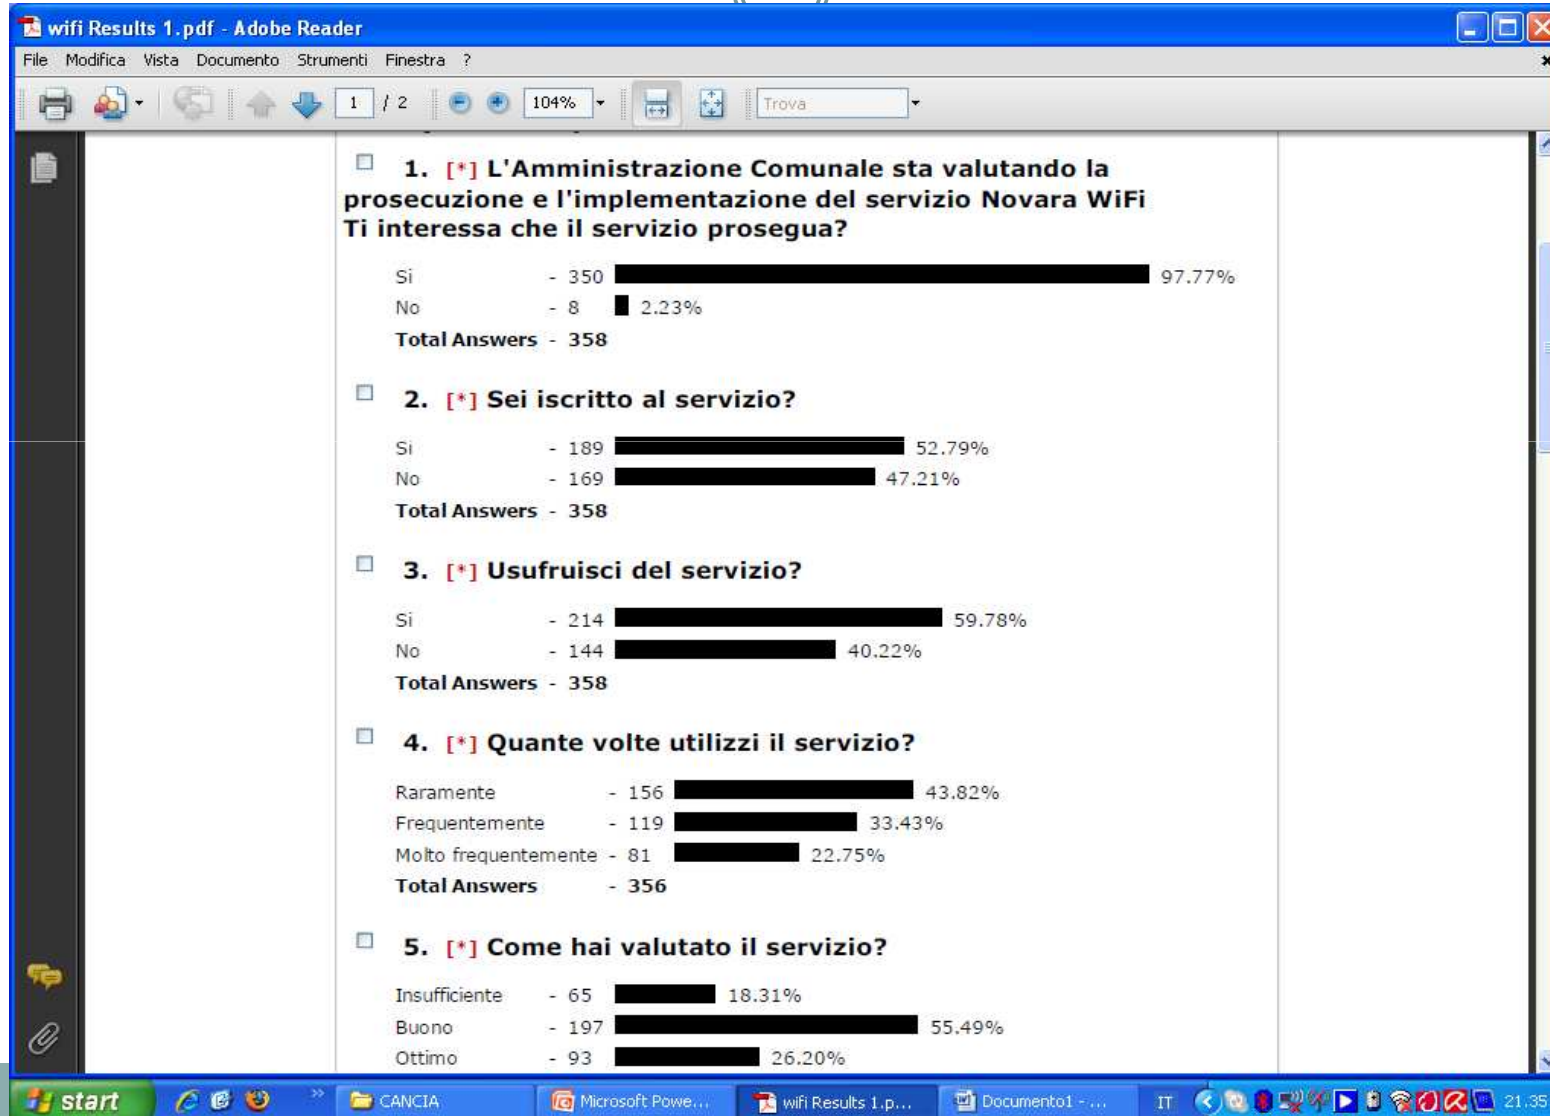 wifi Results 1.pdf - Adobe Reader
File Modifica Vista Documento Strumenti Finestra ?
1 / 2 104% Trova
1. [*] L'Amministrazione Comunale sta valutando la
prosecuzione e l'implementazione del servizio Novara WiFi
Ti interessa che il servizio prosegua?
Si - 350 97.77%
No - 8 2.23%
Total Answers - 358
2. [*] Sei iscritto al servizio?
Si - 189 52.79%
No - 169 47.21%
Total Answers - 358
3. [*] Usufruisci del servizio?
Si - 214 59.78%
No - 144 40.22%
Total Answers - 358
4. [*] Quante volte utilizzi il servizio?
Raramente - 156 43.82%
Frequentemente - 119 33.43%
Molto frequentemente - 81 22.75%
Total Answers - 356
5. [*] Come hai valutato il servizio?
Insufficiente - 65 18.31%
Buono - 197 55.49%
Ottimo - 93 26.20%
start CANCIA Microsoft Powe... wifi Results 1.p... Documento1 - ... IT 21.35